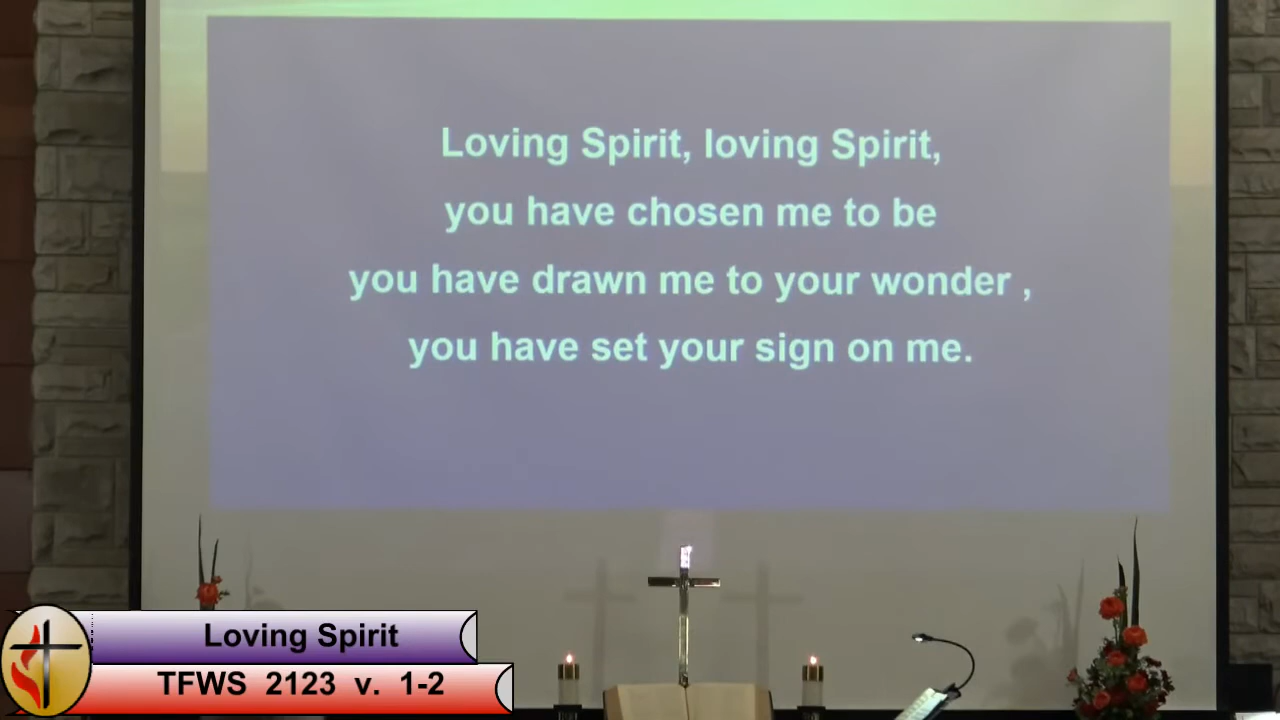 Loving Spirit, loving Spirit,
you have chosen me to be
you have drawn me to your wonder ,
you have set your sign on me.
Loving Spirit
TFWS 2123 v. 1-2